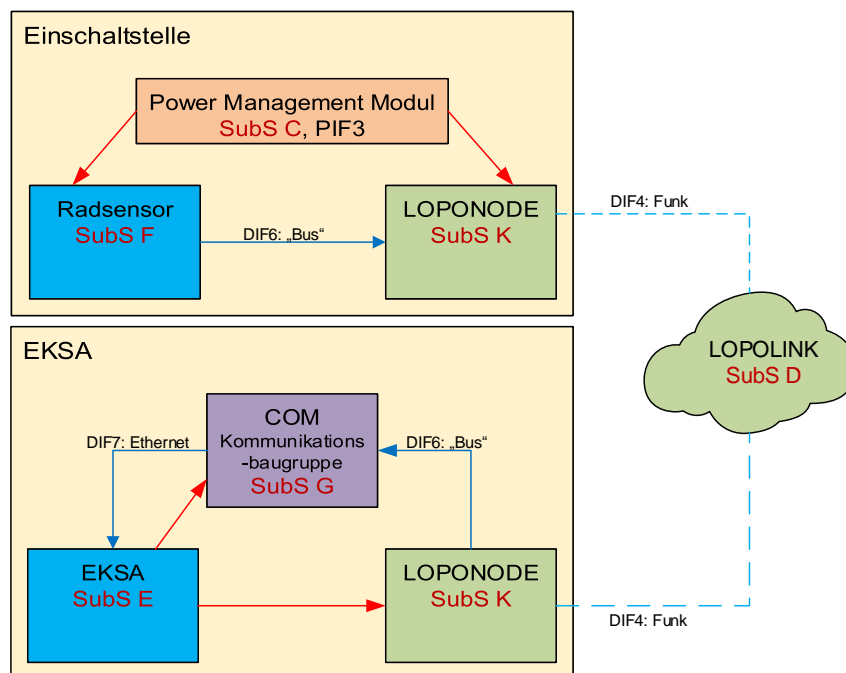 Einschaltstelle
Power Management Modul
SubS C, PIF3
Radsensor
SubS F
DIF6: „Bus“
LOPONODE
SubS K
DIF4: Funk
LOPOLINK
SubS D
EKSA
COM
Kommunikations
-baugruppe
SubS G
DIF7: Ethernet
DIF6: „Bus“
EKSA
SubS E
LOPONODE
SubS K
DIF4: Funk